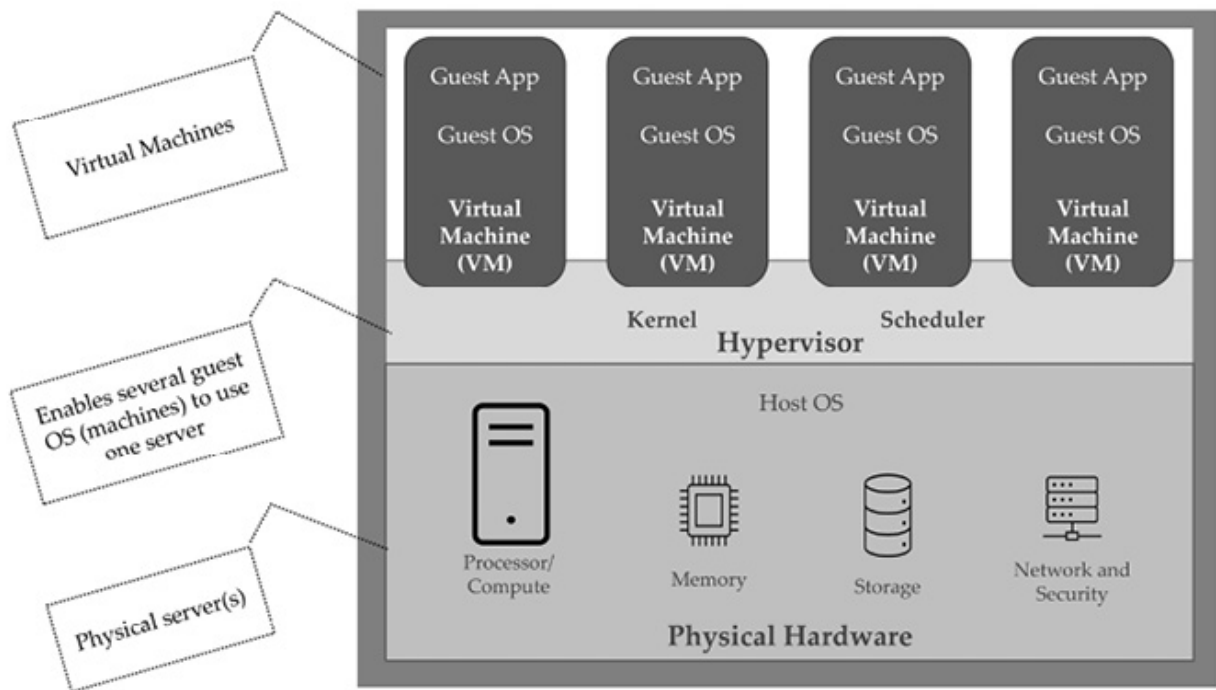 Virtual Machines
Guest App
Guest OS
Virtual
Machine
(VM)
Guest App
Guest OS
Virtual
Machine
(VM)
Guest App
Guest OS
Virtual
Machine
(VM)
Guest App
Guest OS
Virtual
Machine
(VM)
Enables several guest
OS (machines) to use
one server
Kernel
Scheduler
Hypervisor
Physical server(s)
Host OS
Processor/
Compute
Memory
Storage
Network and
Security
Physical Hardware